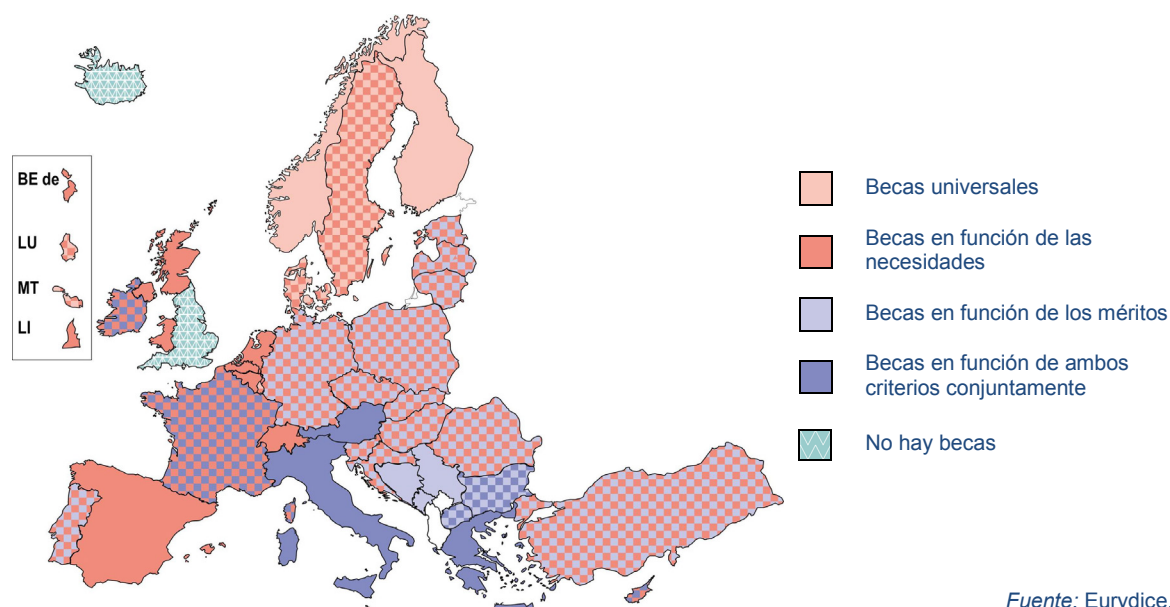 BE de
LU
MT
LI
Becas universales
Becas en función de las
necesidades
Becas en función de los méritos
Becas en función de ambos
criterios conjuntamente
No hay becas
Fuente: Eurydice.